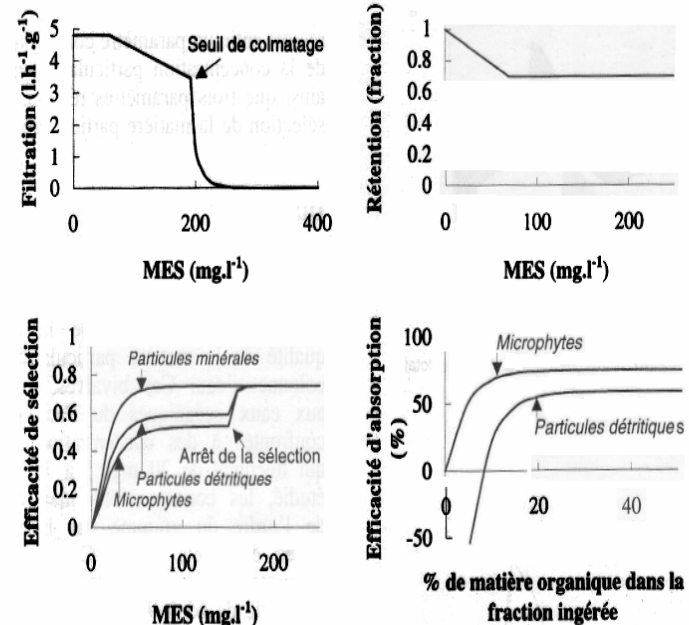 Filtration (l.h⁻¹.g⁻¹)
5
4
3
2
1
0
Seuil de colmatage
0 200 400
MES (mg.l⁻¹)
Rétention (fraction)
1
0.8
0.6
0.4
0.2
0
0 100 200
MES (mg.l⁻¹)
Efficacité de sélection
1
0.8
0.6
0.4
0.2
0
Particules minérales
Arrêt de la sélection
Particules détritiques
Microphytes
0 100 200
MES (mg.l⁻¹)
Efficacité d'absorption
(%)
100
50
0
-50
Microphytes
Particules détritiques
0 20 40
% de matière organique dans la
fraction ingérée